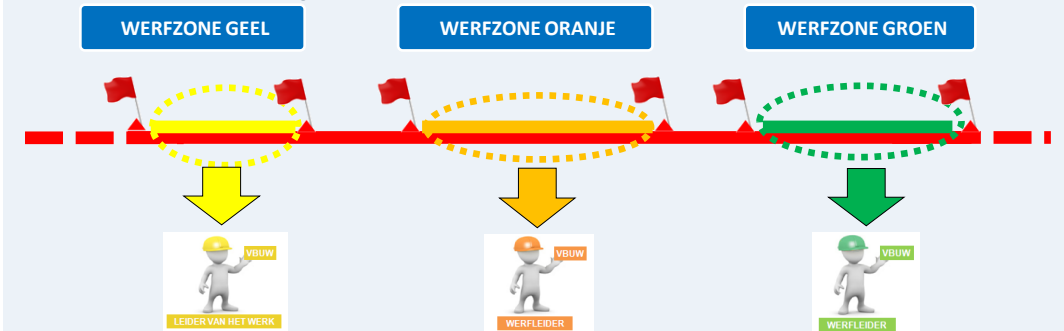 WERFZONE GEEL
WERFZONE ORANJE
WERFZONE GROEN
VBUW
VBUW
VBUW
LEIDER VAN HET WERK
WERFLEIDER
WERFLEIDER